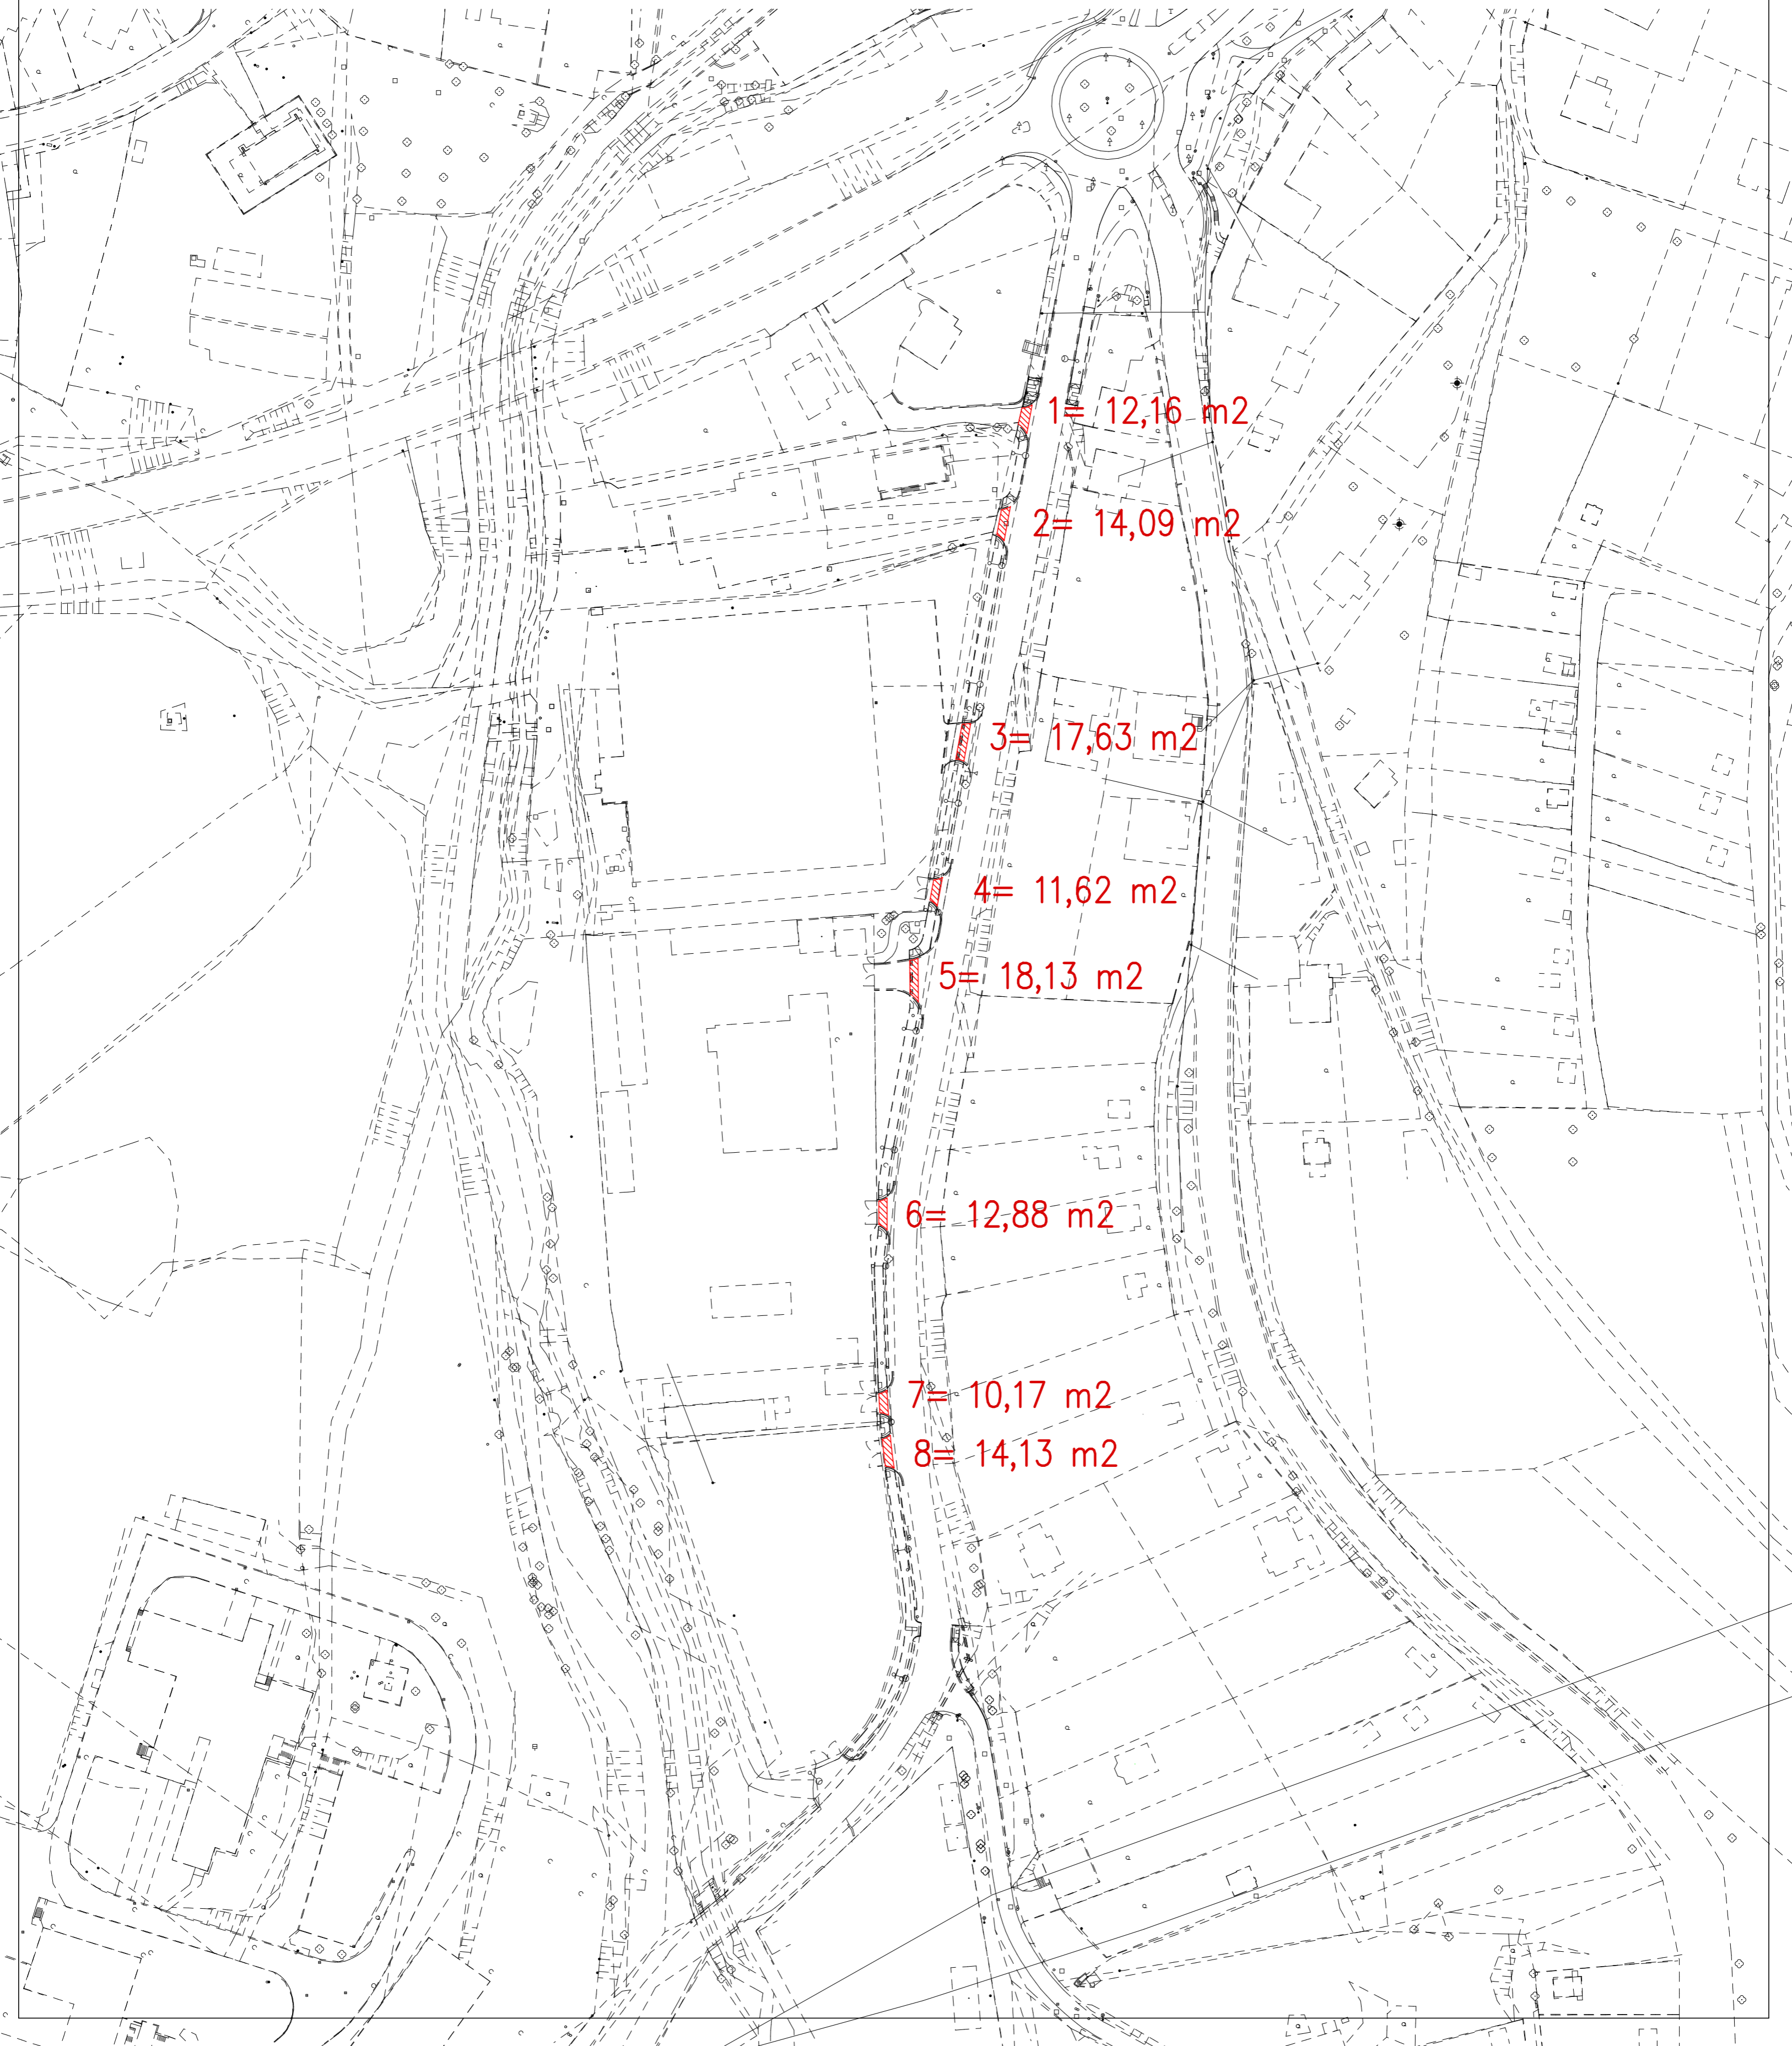 1= 12,16 m2
2= 14,09 m2
3= 17,63 m2
4= 11,62 m2
5= 18,13 m2
6= 12,88 m2
7= 10,17 m2
8= 14,13 m2